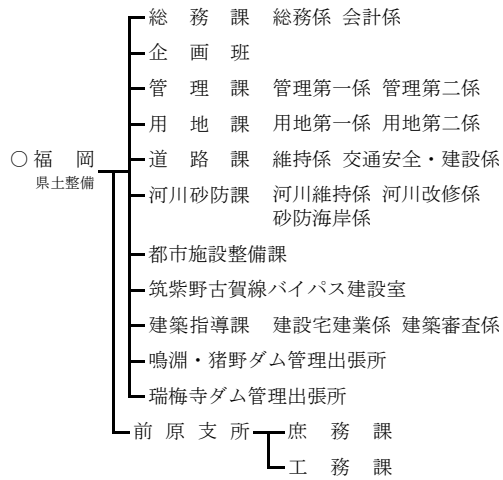 総務課 総務係 会計係
企画班
管理課 管理第一係 管理第二係
用地課 用地第一係 用地第二係
○福岡
県土整備
道路課 維持係 交通安全・建設係
河川砂防課 河川維持係 河川改修係
砂防海岸係
都市施設整備課
筑紫野古賀線バイパス建設室
建築指導課 建設宅建業係 建築審査係
鳴淵・猪野ダム管理出張所
瑞梅寺ダム管理出張所
前原支所 庶務課
工務課